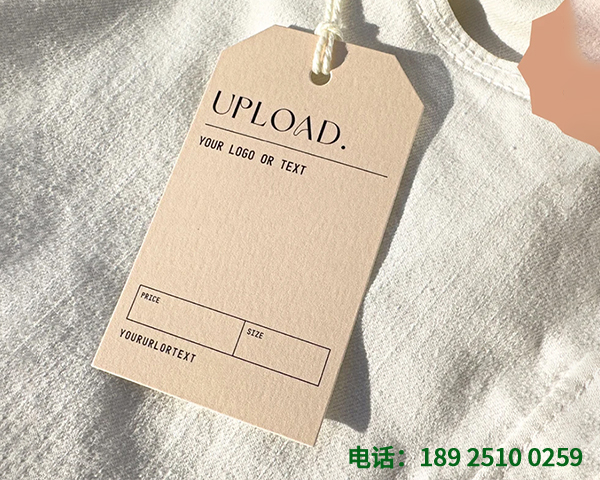 UPLOAD.
YOUR LOGO OR TEXT
PRICE
SIZE
YOURURLORTEXT
电话：189 2510 0259